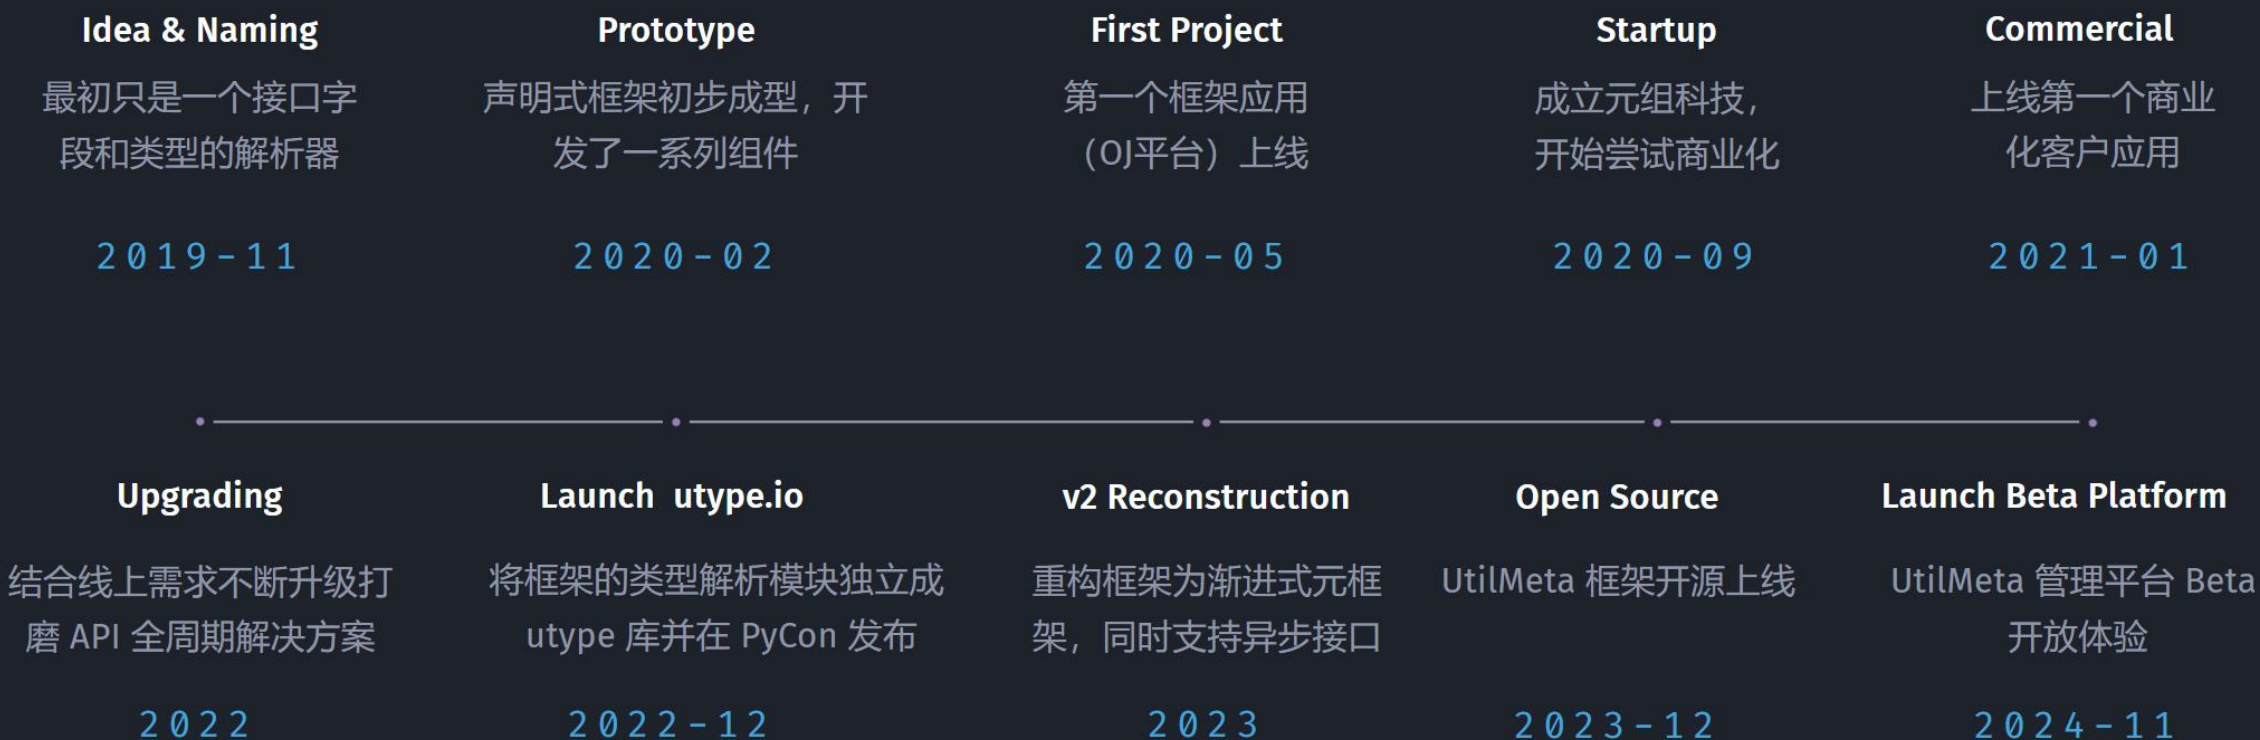 Idea & Naming
最初只是一个接口字
段和类型的解析器
2019-11
Prototype
声明式框架初步成型，开
发了一系列组件
2020-02
First Project
第一个框架应用
（OJ平台）上线
2020-05
Startup
成立元组科技，
开始尝试商业化
2020-09
Commercial
上线第一个商业
化客户应用
2021-01
Upgrading
结合线上需求不断升级打
磨 API 全周期解决方案
2022
Launch utype.io
将框架的类型解析模块独立成
utype 库并在 PyCon 发布
2022-12
v2 Reconstruction
重构框架为渐进式元框
架，同时支持异步接口
2023
Open Source
UtilMeta 框架开源上线
2023-12
Launch Beta Platform
UtilMeta 管理平台 Beta
开放体验
2024-11